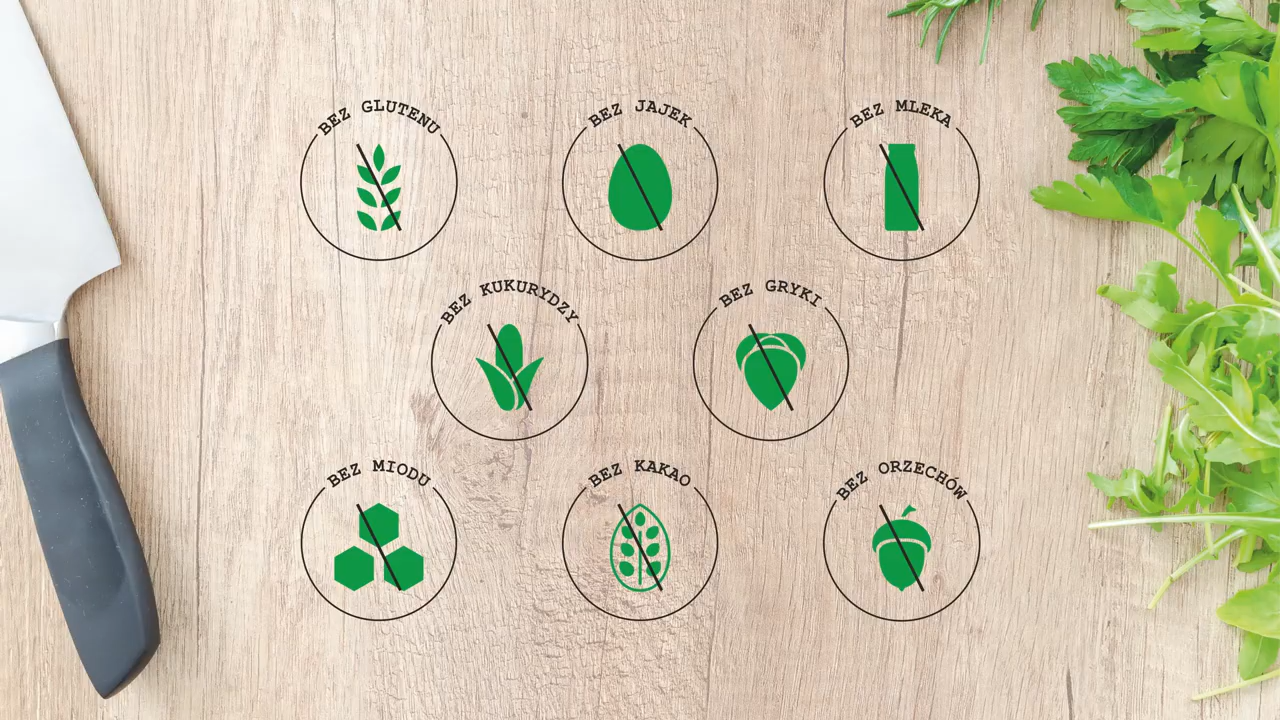 BEZ GLUTENU
BEZ JAJEK
BEZ MLEKA
BEZ KUKURYDZY
BEZ GRYKI
BEZ MIODU
BEZ KAKAO
BEZ ORZECHÓW